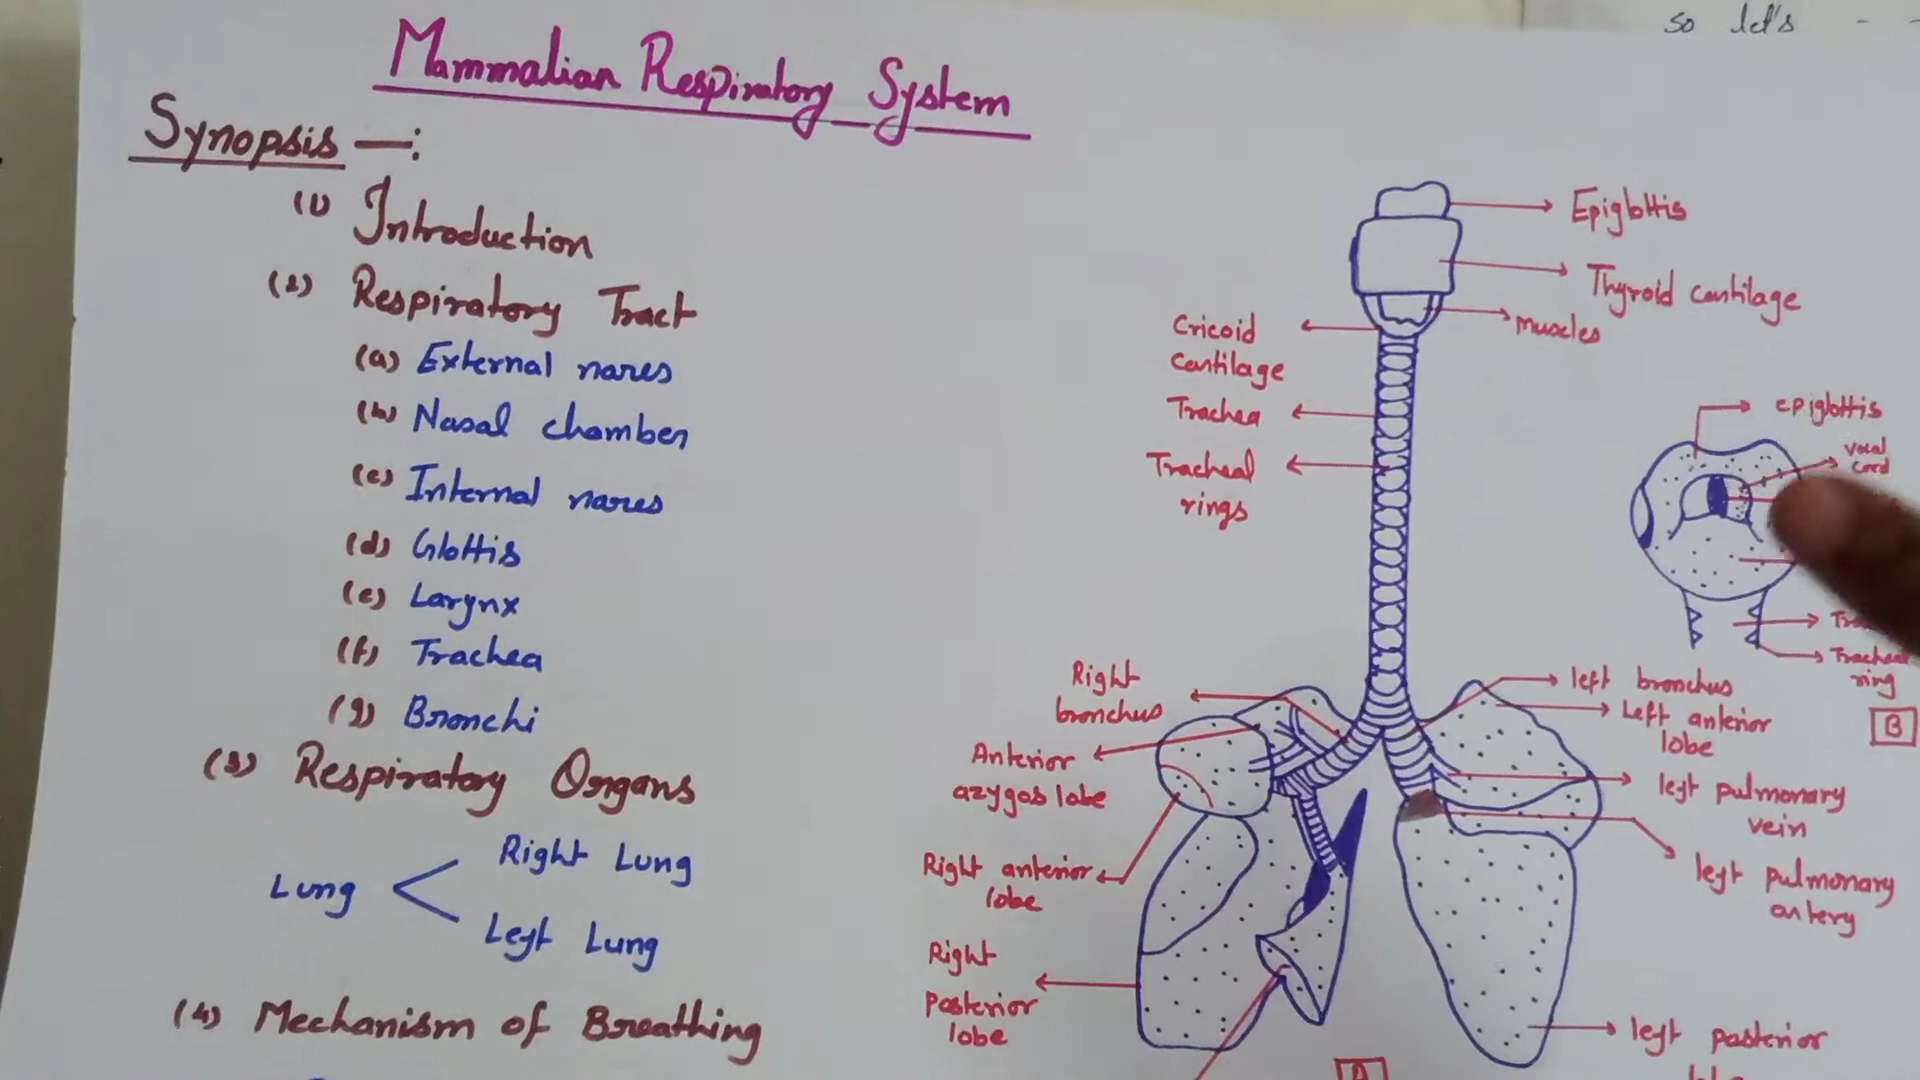 so let's - -
Mammalian Respiratory System
Synopsis —:
(1) Introduction
(2) Respiratory Tract
(a) External nares
(b) Nasal chamber
(c) Internal nares
(d) Glottis
(e) Larynx
(f) Trachea
(g) Bronchi
(3) Respiratory Organs
Lung
Right Lung
Left Lung
(4) Mechanism of Breathing
Epiglottis
Thyroid cartilage
muscles
Cricoid
Cartilage
Trachea
Tracheal
rings
Right
bronchus
Anterior
azygos lobe
Right anterior
lobe
Right
Posterior
lobe
left bronchus
Left anterior
lobe
left pulmonary
vein
left pulmonary
artery
left posterior
A
epiglottis
vocal
cord
Tracheal
ring
B